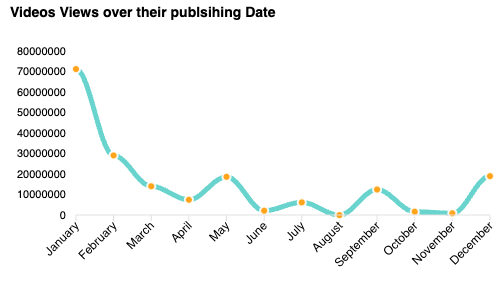 Videos Views over their publsihing Date
80000000
70000000
60000000
50000000
40000000
30000000
20000000
10000000
0
January
February
March
April
May
June
July
August
September
October
November
December